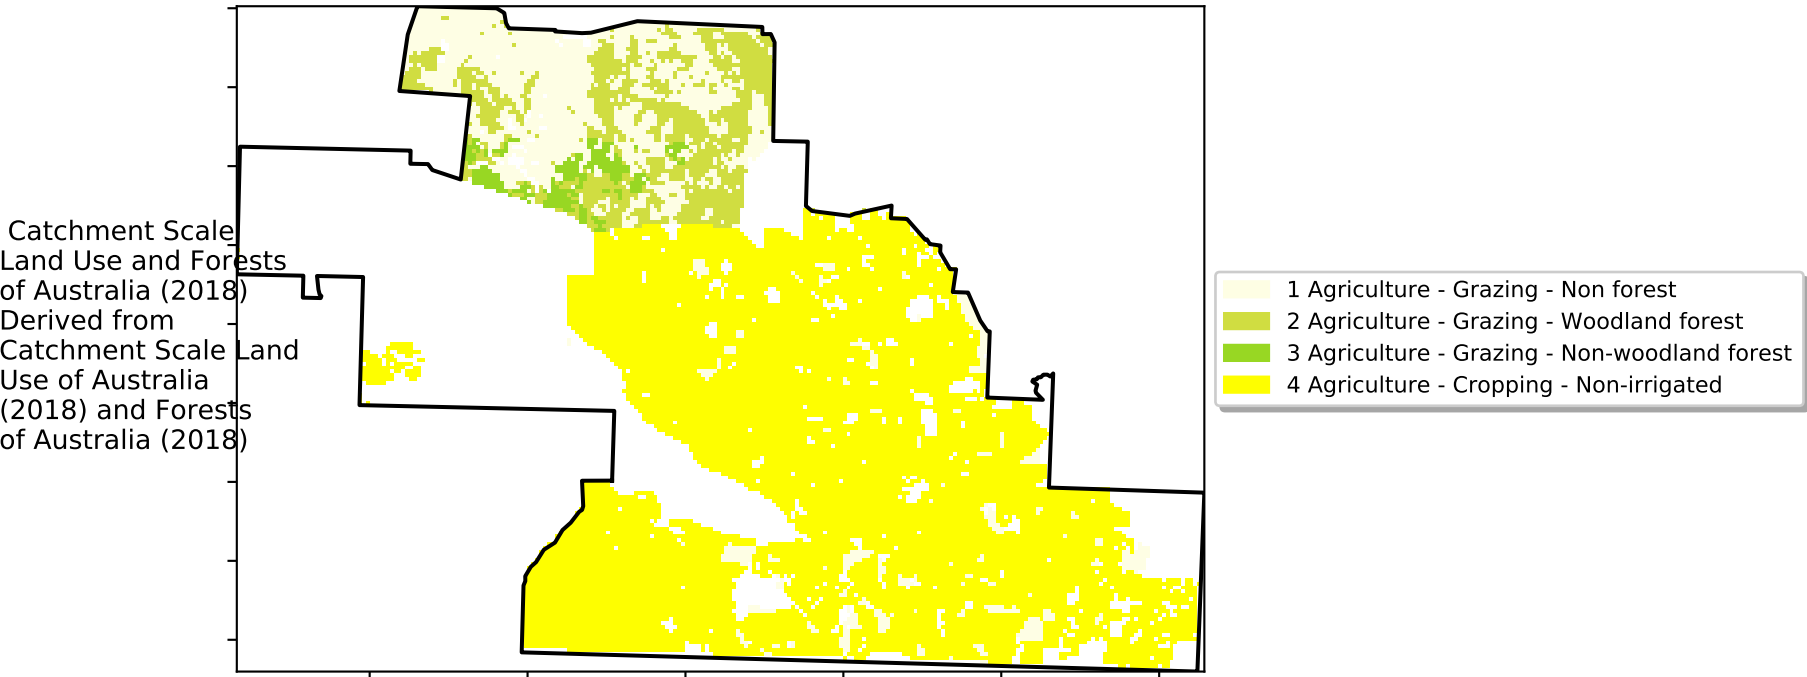 Catchment Scale
Land Use and Forests
of Australia (2018)
Derived from
Catchment Scale Land
Use of Australia
(2018) and Forests
of Australia (2018)
1 Agriculture - Grazing - Non forest
2 Agriculture - Grazing - Woodland forest
3 Agriculture - Grazing - Non-woodland forest
4 Agriculture - Cropping - Non-irrigated